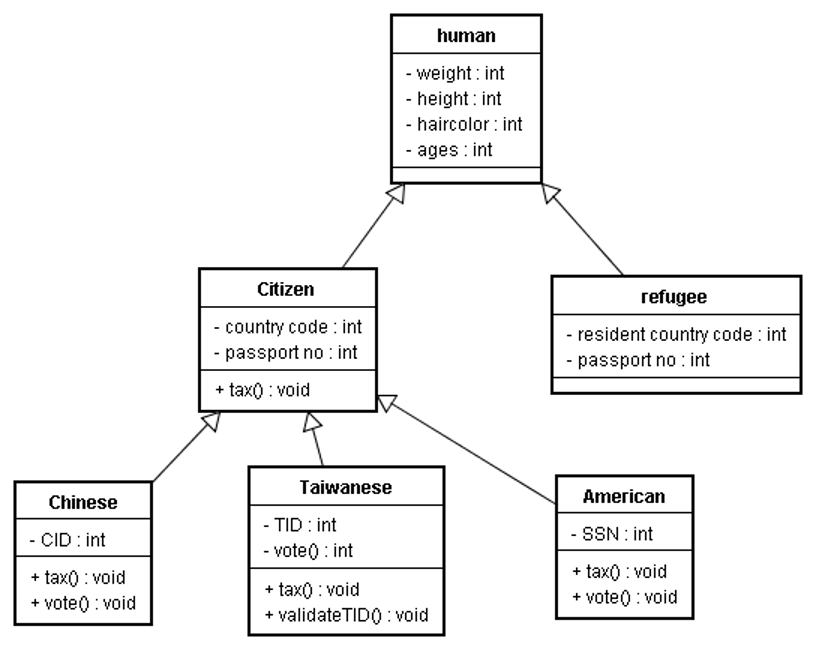 human
- weight : int
- height : int
- haircolor : int
- ages : int
Citizen
- country code : int
- passport no : int
+ tax() : void
refugee
- resident country code : int
- passport no : int
Chinese
- CID : int
+ tax() : void
+ vote() : void
Taiwanese
- TID : int
- vote() : int
+ tax() : void
+ validateTID() : void
American
- SSN : int
+ tax() : void
+ vote() : void